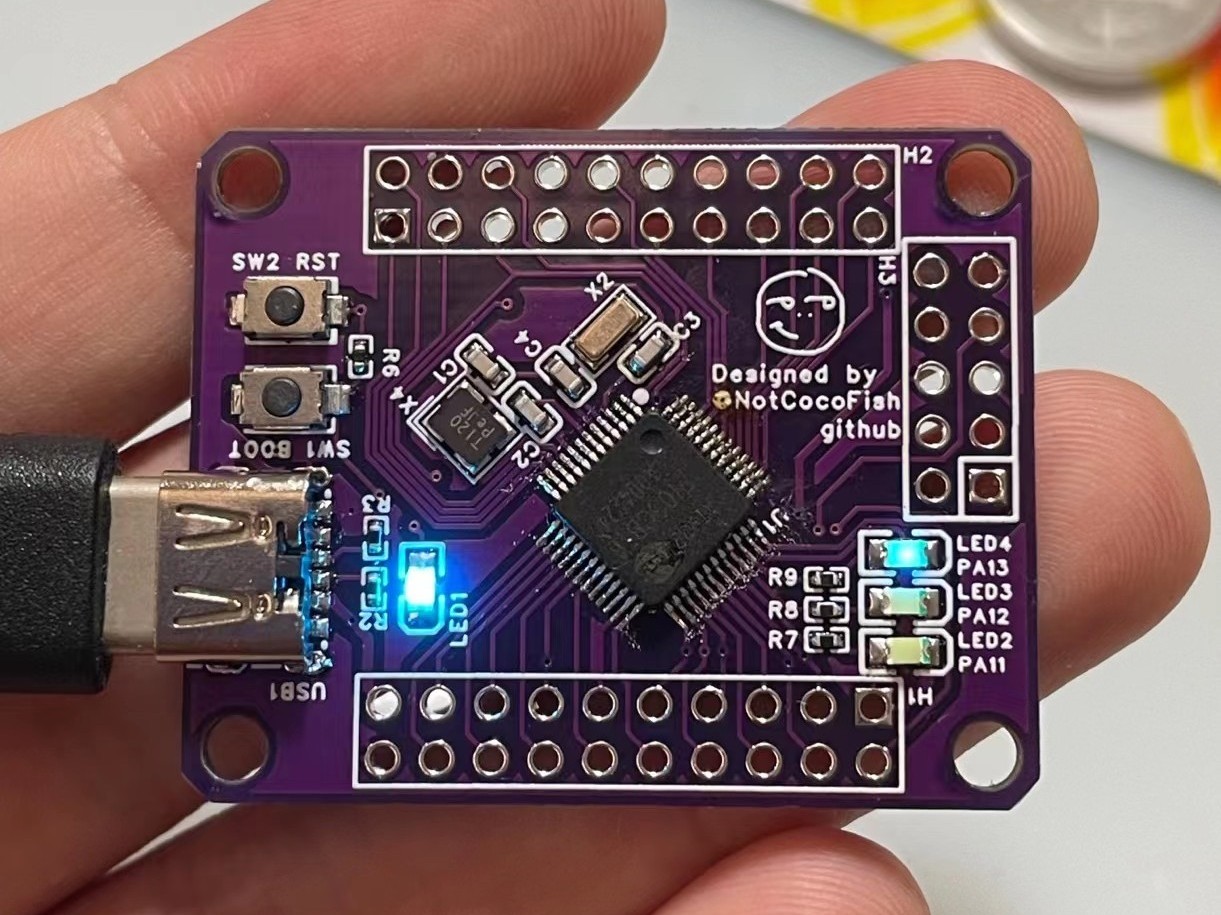 H2
SW2 RST
H3
X2
C3
C4
R6
C1
X4
C2
Designed by
@NotCocoFish
github
SW1 BOOT
R3
R2
LED1
U5
LED4
PA13
R9
LED3
R8
PA12
R7
LED2
PA11
USB1
H1